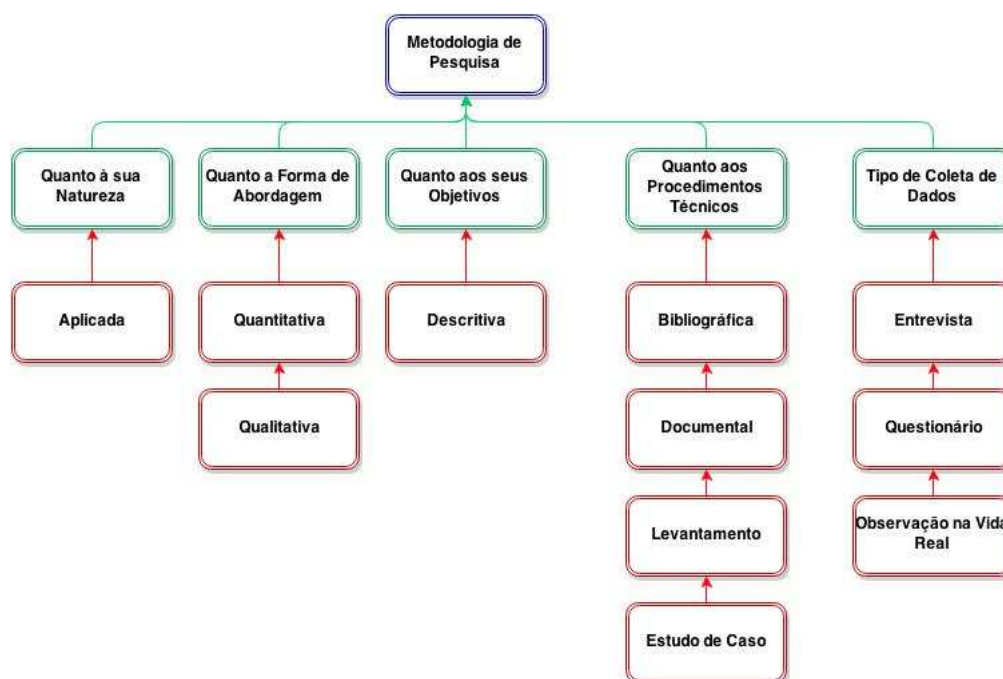 Metodologia de
Pesquisa
Quanto à sua
Natureza
Quanto a Forma de
Abordagem
Quanto aos seus
Objetivos
Quanto aos
Procedimentos
Técnicos
Tipo de Coleta de
Dados
Aplicada
Quantitativa
Descritiva
Bibliográfica
Entrevista
Qualitativa
Documental
Questionário
Levantamento
Observação na Vida
Real
Estudo de Caso